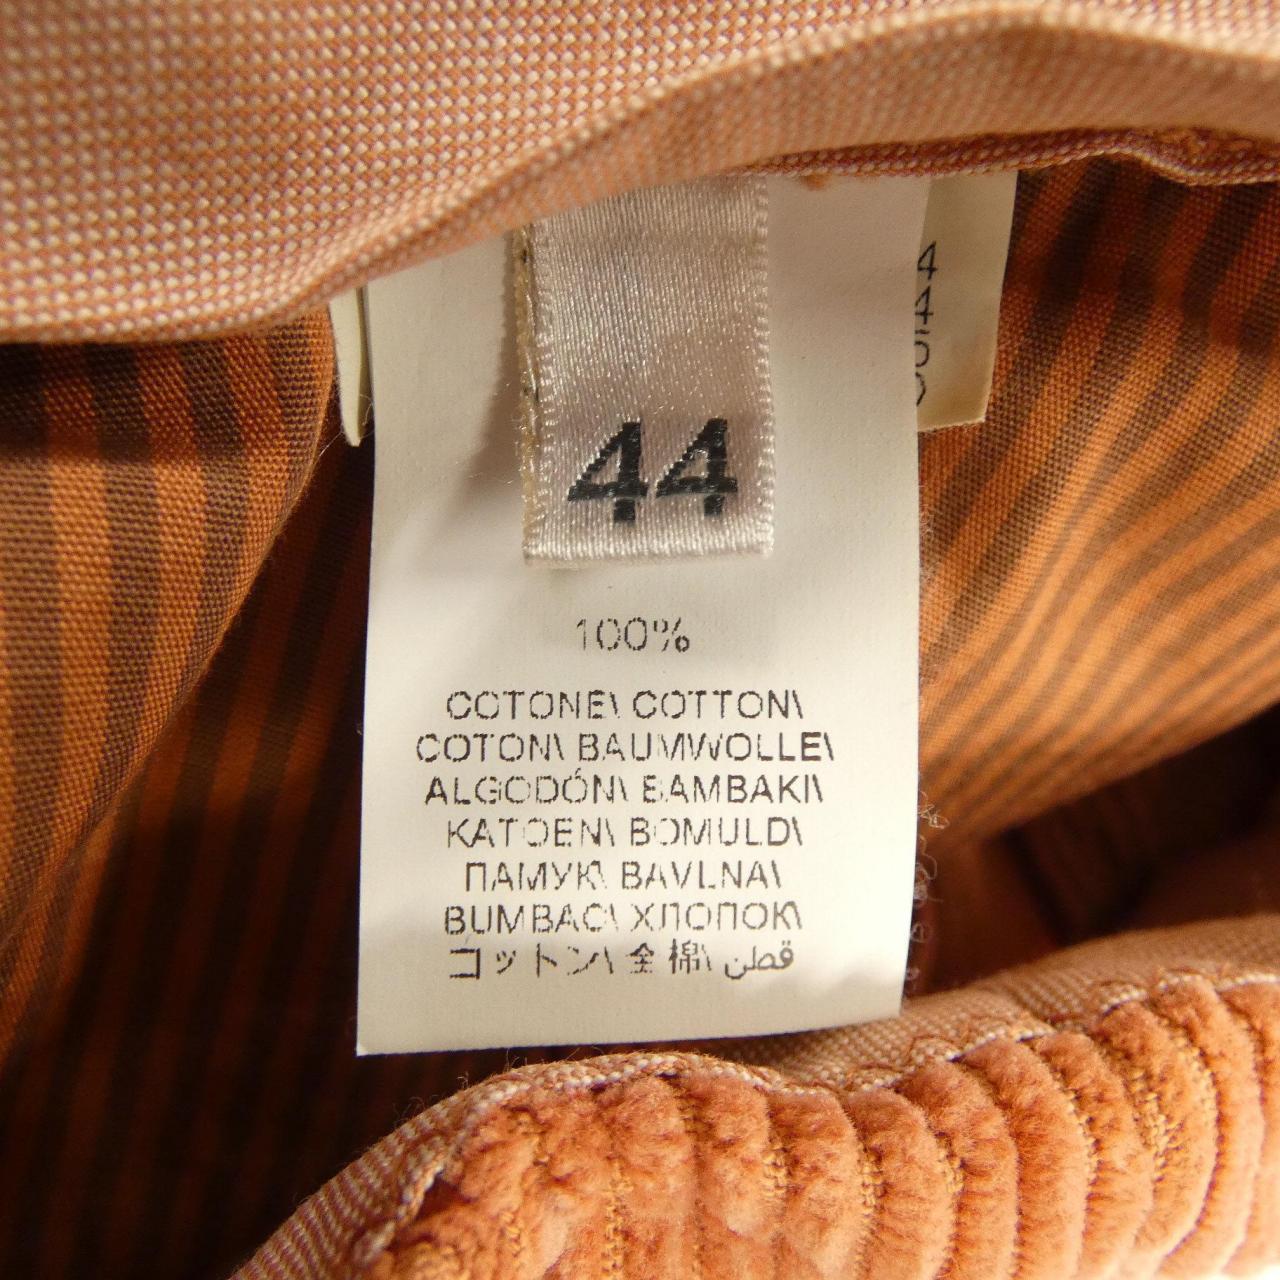 44
100%
COTONE\ COTTON\
COTON\ BAUMWOLLE\
ALGODÓN\ BAMBAKI\
KATOEN\ BOMULD\
ПАМУК\ BAVLNA\
BUMBAC\ ХЛОПОК\
コットン\ 全棉\ قطن